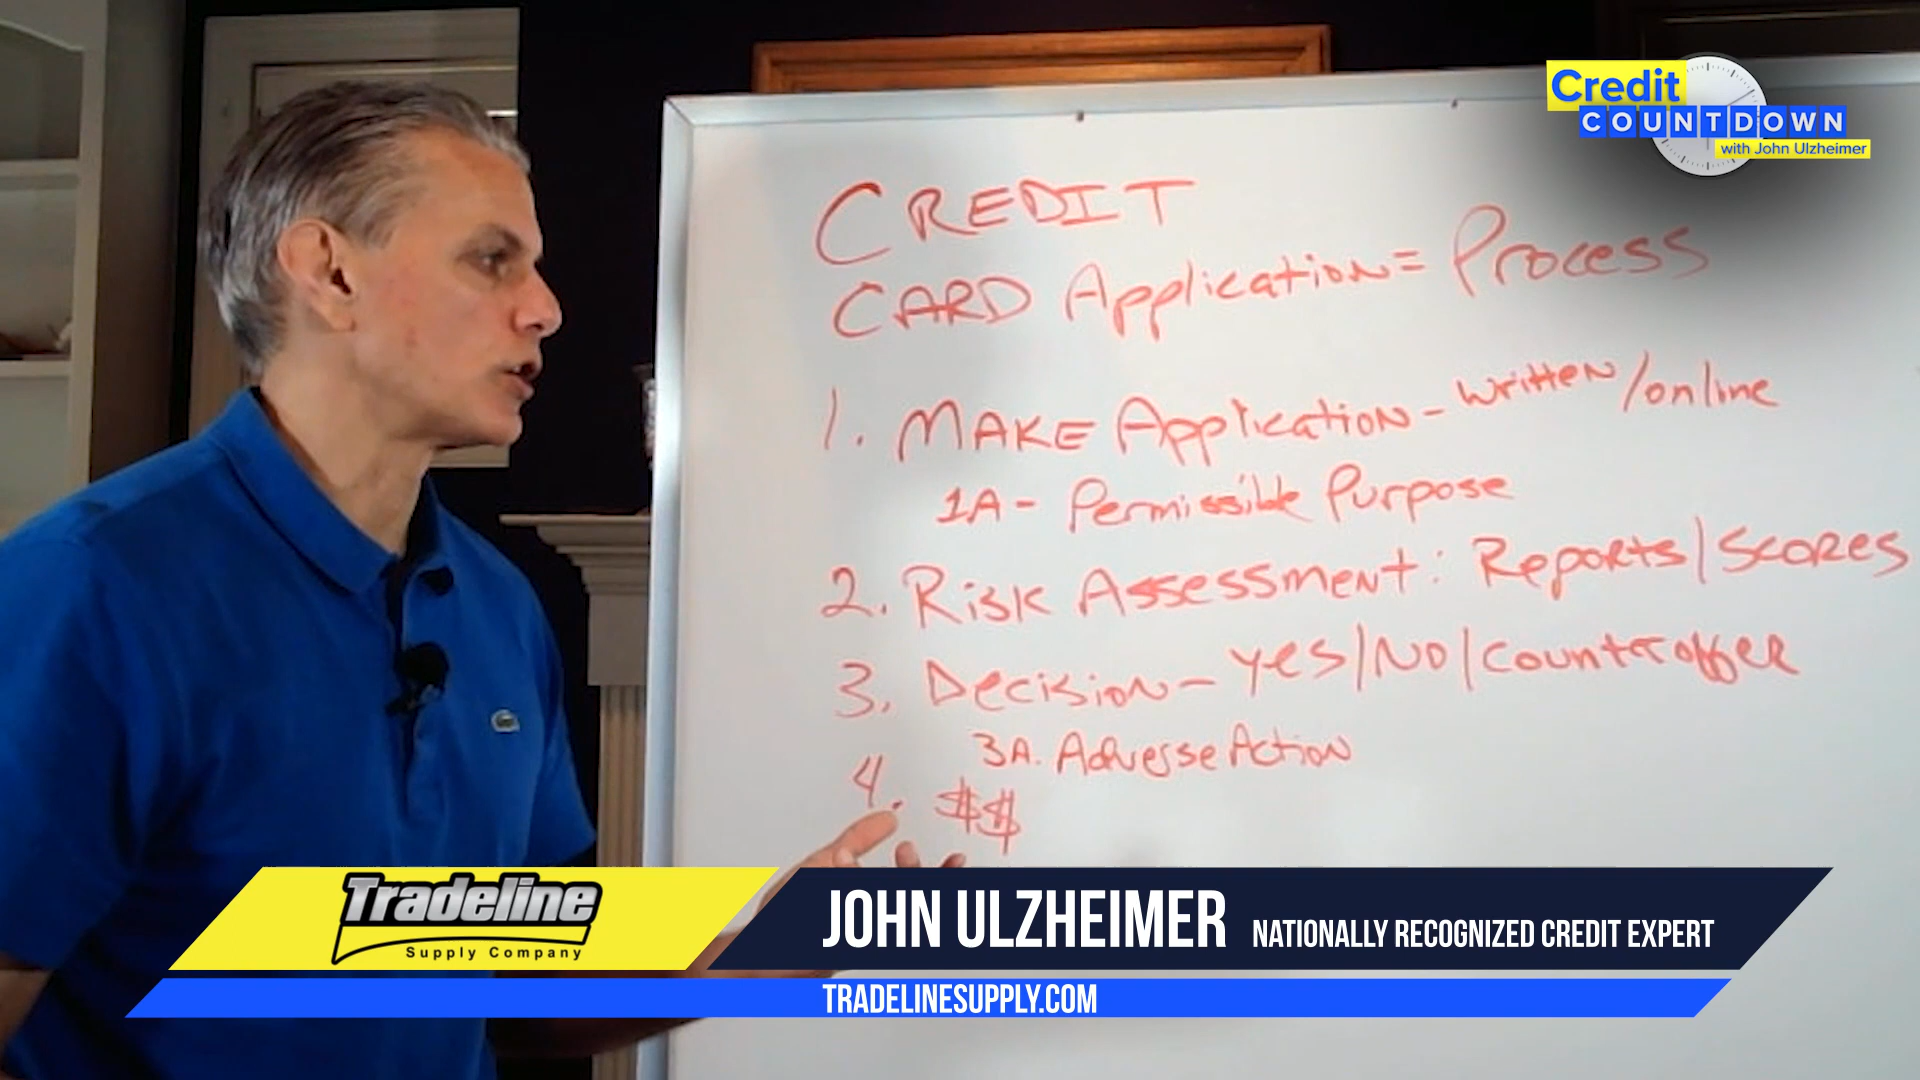 Credit
COUNTDOWN
with John Ulzheimer
CREDIT
CARD Application = Process
1. MAKE Application - written/online
1A - Permissible Purpose
2. Risk Assessment: Reports/Scores
3. Decision - yes/No/Counteroffer
3A. Adverse Action
4. $$
Tradeline
Supply Company
JOHN ULZHEIMER NATIONALLY RECOGNIZED CREDIT EXPERT
TRADELINESUPPLY.COM